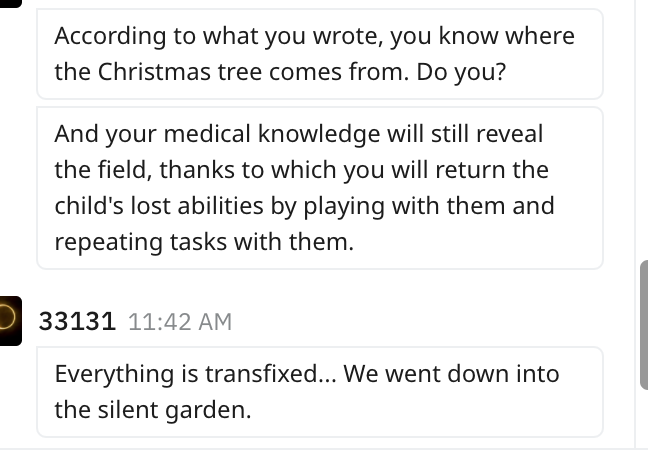 According to what you wrote, you know where
the Christmas tree comes from. Do you?
And your medical knowledge will still reveal
the field, thanks to which you will return the
child's lost abilities by playing with them and
repeating tasks with them.
33131 11:42 AM
Everything is transfixed... We went down into
the silent garden.